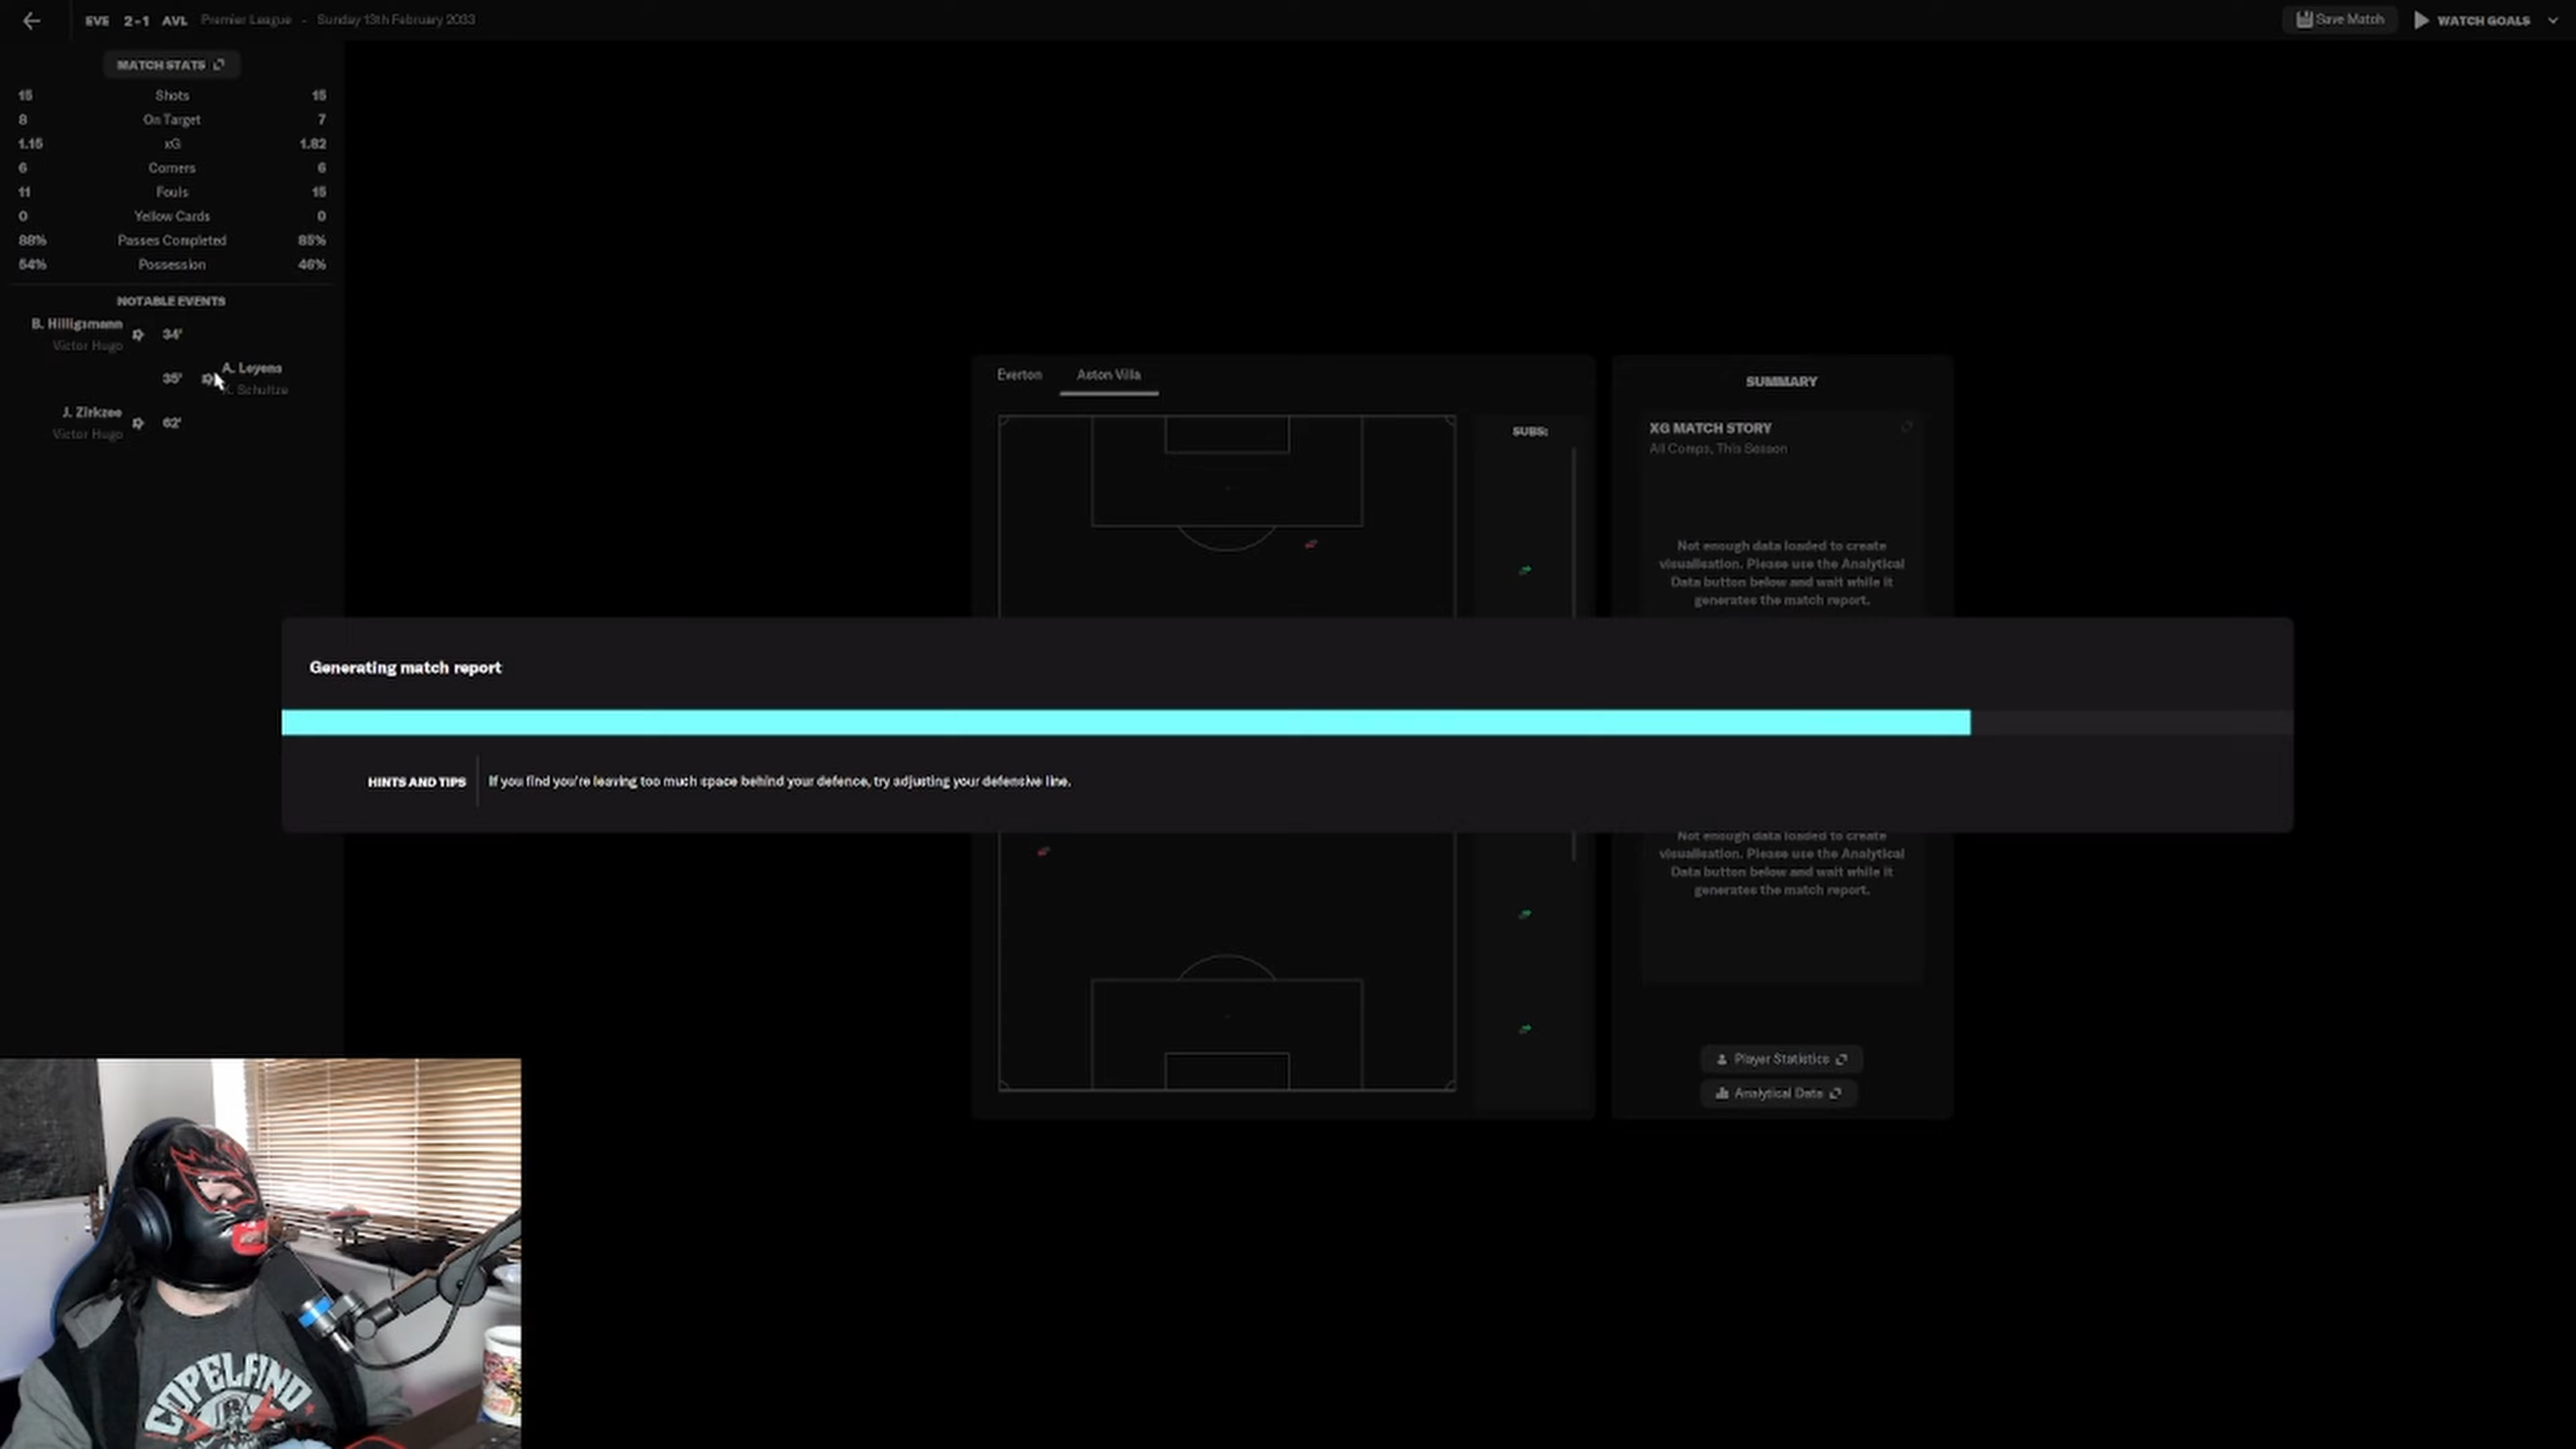 EVE 2-1 AVL Premier League - Sunday 13th February 2033
Save Match
WATCH GOALS
MATCH STATS
15 Shots 15
8 On Target 7
1.15 xG 1.82
6 Corners 6
11 Fouls 15
0 Yellow Cards 0
88% Passes Completed 85%
54% Possession 46%
NOTABLE EVENTS
B. Hilligsmann 34'
Victor Hugo
35' A. Leyens
K. Schultze
J. Zirkzee 62'
Victor Hugo
Everton Aston Villa
SUBS:
SUMMARY
XG MATCH STORY
All Comps, This Season
Not enough data loaded to create
visualisation. Please use the Analytical
Data button below and wait while it
generates the match report.
Generating match report
HINTS AND TIPS If you find you're leaving too much space behind your defence, try adjusting your defensive line.
Not enough data loaded to create
visualisation. Please use the Analytical
Data button below and wait while it
generates the match report.
Player Statistics
Analytical Data
COPELAND